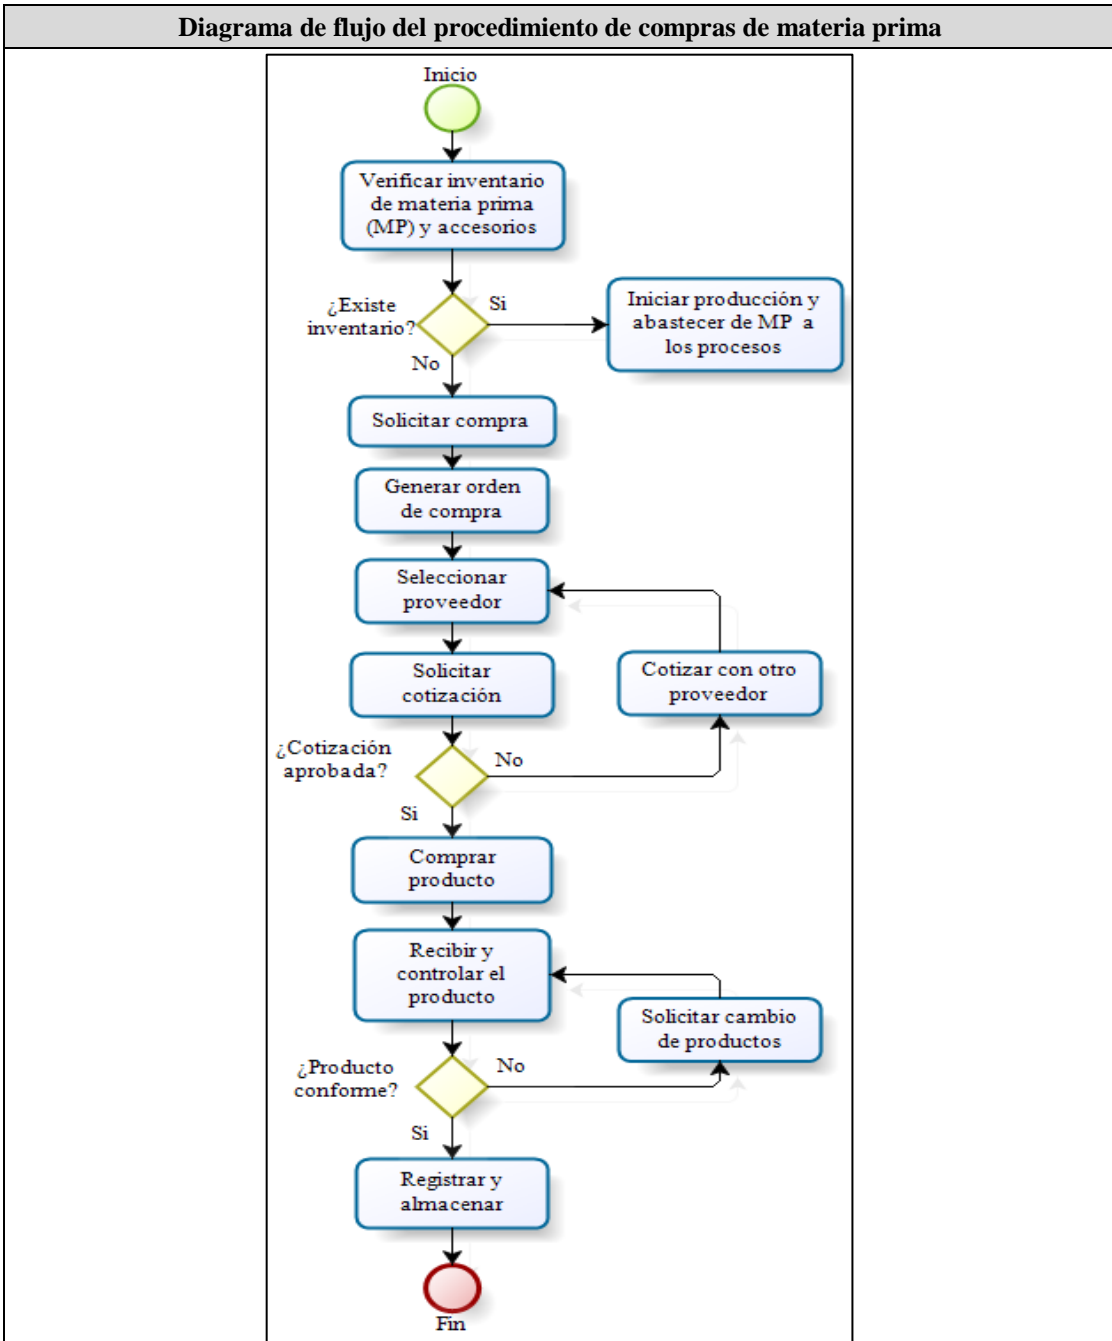 Diagrama de flujo del procedimiento de compras de materia prima
Inicio
Verificar inventario
de materia prima
(MP) y accesorios
¿Existe
inventario?
Si
Iniciar producción y
abastecer de MP a
los procesos
No
Solicitar compra
Generar orden
de compra
Seleccionar
proveedor
Solicitar
cotización
Cotizar con otro
proveedor
¿Cotización
aprobada?
No
Si
Comprar
producto
Recibir y
controlar el
producto
Solicitar cambio
de productos
¿Producto
conforme?
No
Si
Registrar y
almacenar
Fin